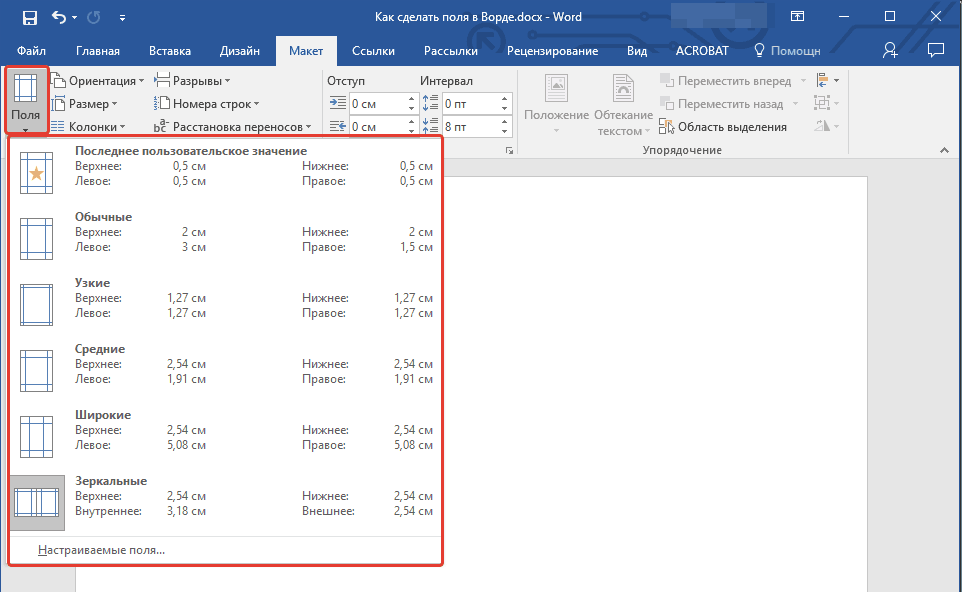 Как сделать поля в Ворде.docx - Word
Файл Главная Вставка Дизайн Макет Ссылки Рассылки Рецензирование Вид ACROBAT Помощн
Поля
Ориентация
Размер
Колонки
Разрывы
Номера строк
bc Расстановка переносов
Отступ Интервал
0 см 0 пт
0 см 8 пт
Положение
Обтекание
текстом
Переместить вперед
Переместить назад
Область выделения
Упорядочение
Последнее пользовательское значение
Верхнее: 0,5 см Нижнее: 0,5 см
Левое: 0,5 см Правое: 0,5 см
Обычные
Верхнее: 2 см Нижнее: 2 см
Левое: 3 см Правое: 1,5 см
Узкие
Верхнее: 1,27 см Нижнее: 1,27 см
Левое: 1,27 см Правое: 1,27 см
Средние
Верхнее: 2,54 см Нижнее: 2,54 см
Левое: 1,91 см Правое: 1,91 см
Широкие
Верхнее: 2,54 см Нижнее: 2,54 см
Левое: 5,08 см Правое: 5,08 см
Зеркальные
Верхнее: 2,54 см Нижнее: 2,54 см
Внутреннее: 3,18 см Внешнее: 2,54 см
Настраиваемые поля...